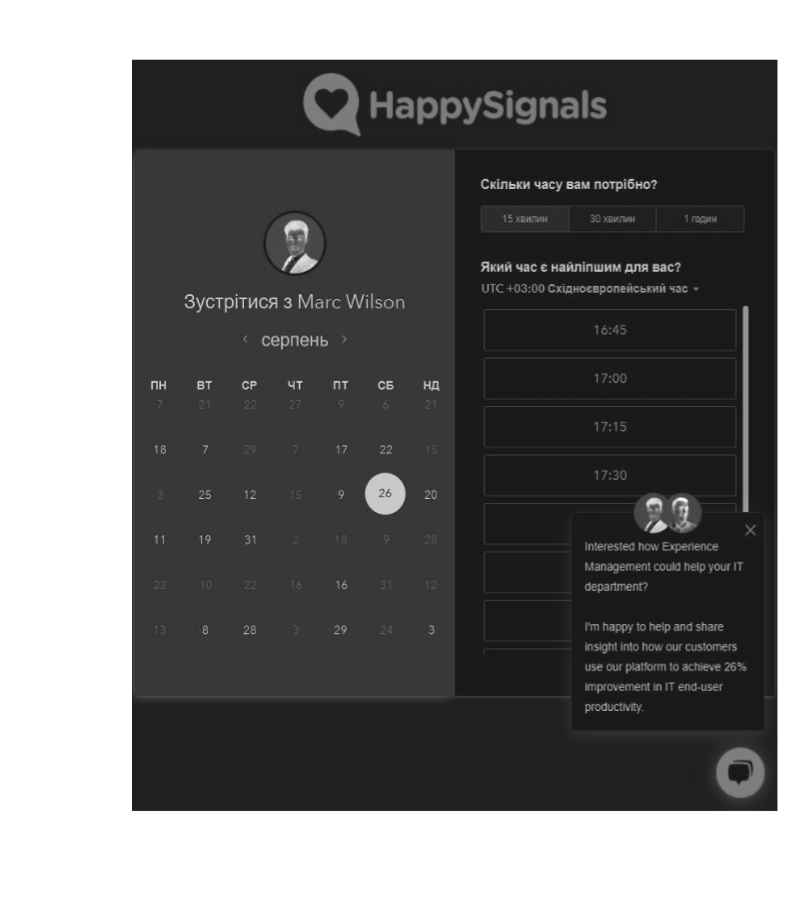 HappySignals
Зустрітися з Marc Wilson
серпень
ПН ВТ СР ЧТ ПТ СБ НД
7 21 22 27 9 6 21
18 7 29 7 17 22 15
3 25 12 15 9 26 20
11 19 31 2 18 9 28
22 10 22 16 16 31 12
13 8 28 3 29 24 3
Скільки часу вам потрібно?
15 хвилин 30 хвилин 1 годин
Який час є найліпшим для вас?
UTC +03:00 Східноєвропейський час
16:45
17:00
17:15
17:30
Interested how Experience
Management could help your IT
department?
I'm happy to help and share
insight into how our customers
use our platform to achieve 26%
improvement in IT end-user
productivity.